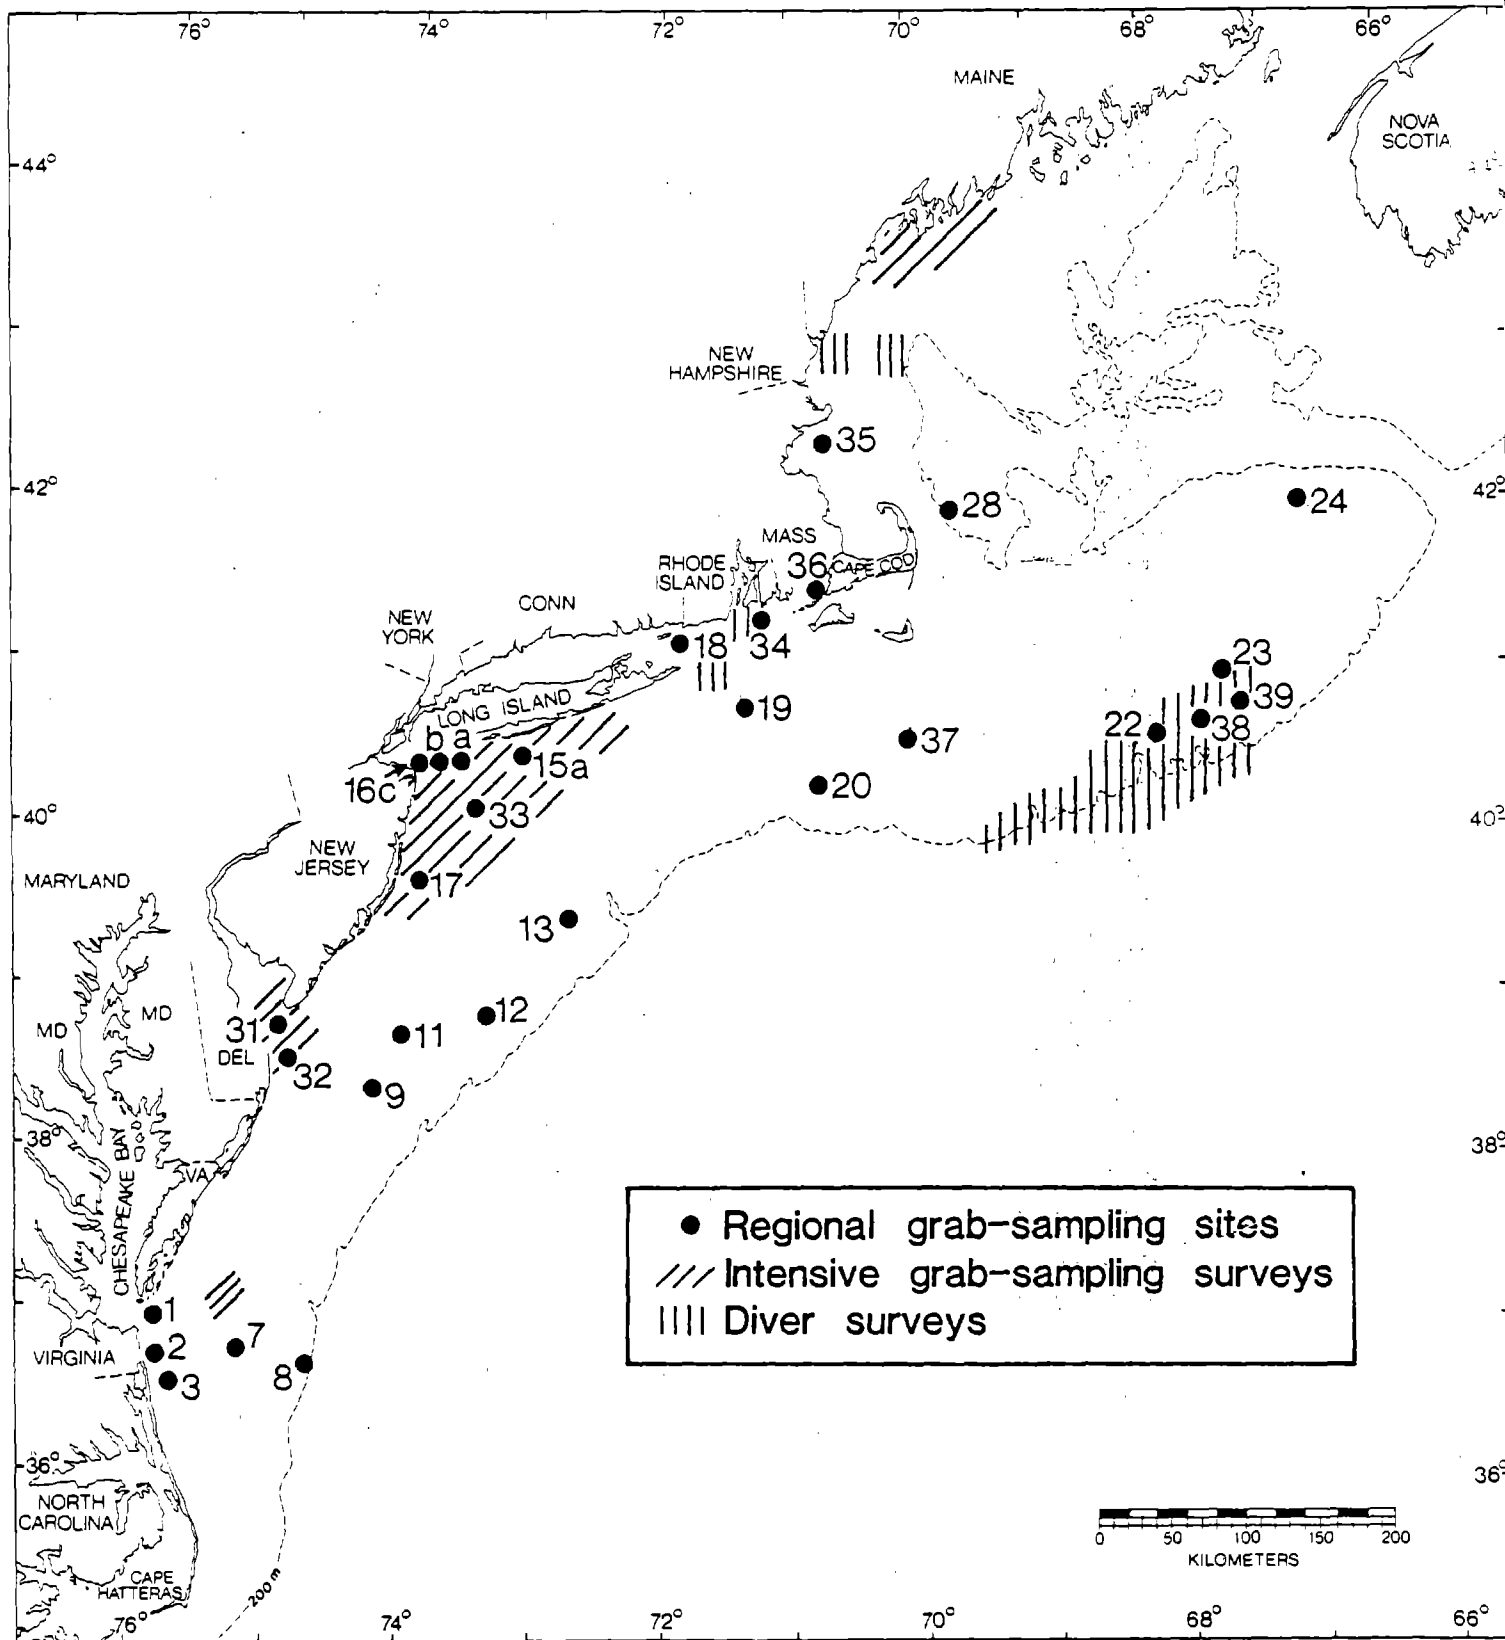 76° 74° 72° 70° 68° 66°
MAINE
NOVA
SCOTIA
44°
NEW
HAMPSHIRE
35
42°
28
24
42°
MASS
RHODE
ISLAND
36
CAPE COD
CONN
NEW
YORK
18
34
23
LONG ISLAND
39
19
22
38
b a
37
15a
16c
20
33
40°
40°
NEW
JERSEY
MARYLAND
17
13
12
MD
MD
11
31
DEL
32
9
38°
38°
CHESAPEAKE BAY
VA
Regional grab-sampling sites
Intensive grab-sampling surveys
Diver surveys
1
7
2
VIRGINIA
8
3
36°
36°
NORTH
CAROLINA
0 50 100 150 200
KILOMETERS
CAPE
HATTERAS
200 m
76° 74° 72° 70° 68° 66°